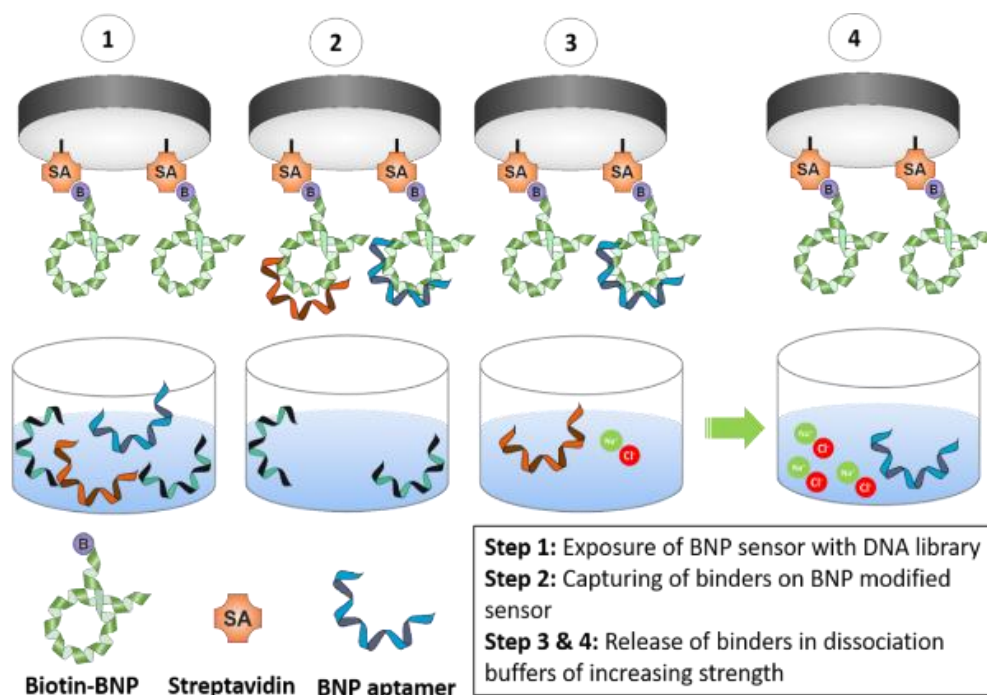 1 2 3 4
SA SA SA SA SA SA SA SA
B B B B B B B B
Na⁺ Na⁺
Cl⁻ Cl⁻
Na⁺ Na⁺
Cl⁻ Cl⁻
B
SA
Biotin-BNP Streptavidin BNP aptamer
Step 1: Exposure of BNP sensor with DNA library
Step 2: Capturing of binders on BNP modified
sensor
Step 3 & 4: Release of binders in dissociation
buffers of increasing strength